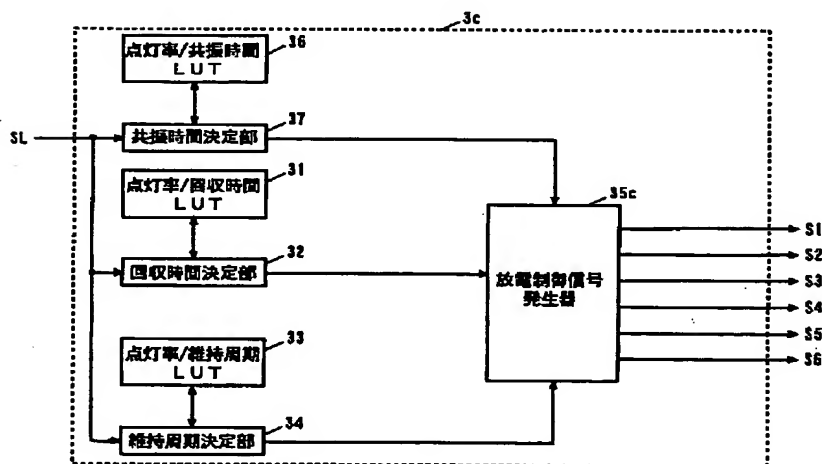 3c
点灯率/共振時間
LUT
36
SL
共振時間決定部
37
点灯率/回収時間
LUT
31
回収時間決定部
32
点灯率/維持周期
LUT
33
維持周期決定部
34
放電制御信号
発生器
35c
S1
S2
S3
S4
S5
S6